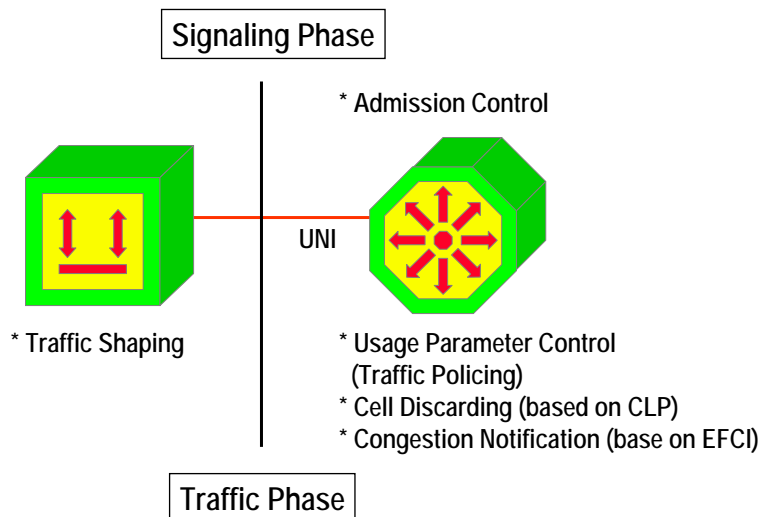 Signaling Phase
* Admission Control
UNI
* Traffic Shaping
* Usage Parameter Control
(Traffic Policing)
* Cell Discarding (based on CLP)
* Congestion Notification (base on EFCI)
Traffic Phase